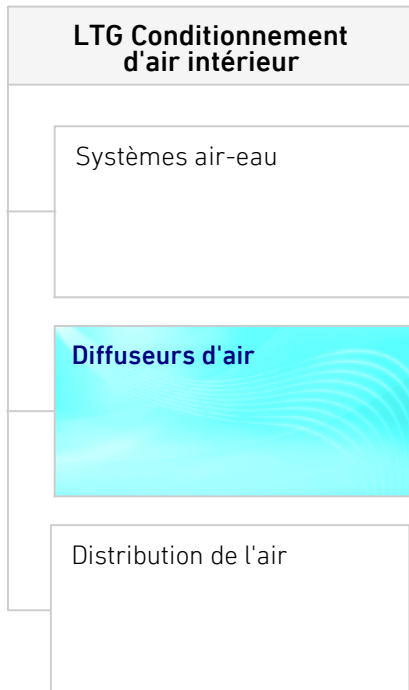 LTG Conditionnement
d'air intérieur
Systèmes air-eau
Diffuseurs d'air
Distribution de l'air